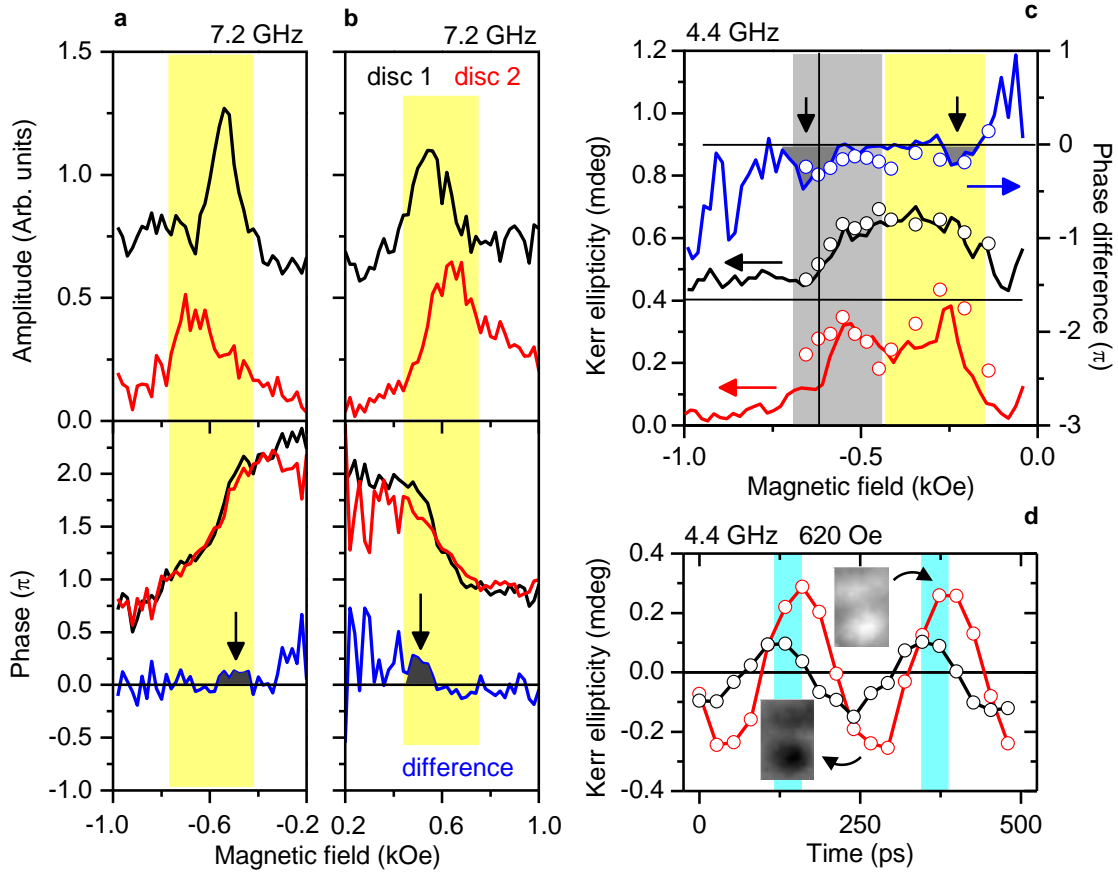 a
7.2 GHz
b
7.2 GHz
4.4 GHz
c
1.5
1.0
0.5
0.0
Amplitude (Arb. units)
disc 1 disc 2
2.0
1.5
1.0
0.5
0.0
-0.5
-1.0
Phase (π)
difference
-1.0 -0.6 -0.2
0.2 0.6 1.0
Magnetic field (kOe)
1.2
1.0
0.8
0.6
0.4
0.2
0.0
Kerr ellipticity (mdeg)
1
0
-1
-2
-3
Phase difference (π)
-1.0 -0.5 0.0
Magnetic field (kOe)
4.4 GHz 620 Oe
d
0.4
0.2
0.0
-0.2
-0.4
Kerr ellipticity (mdeg)
0 250 500
Time (ps)